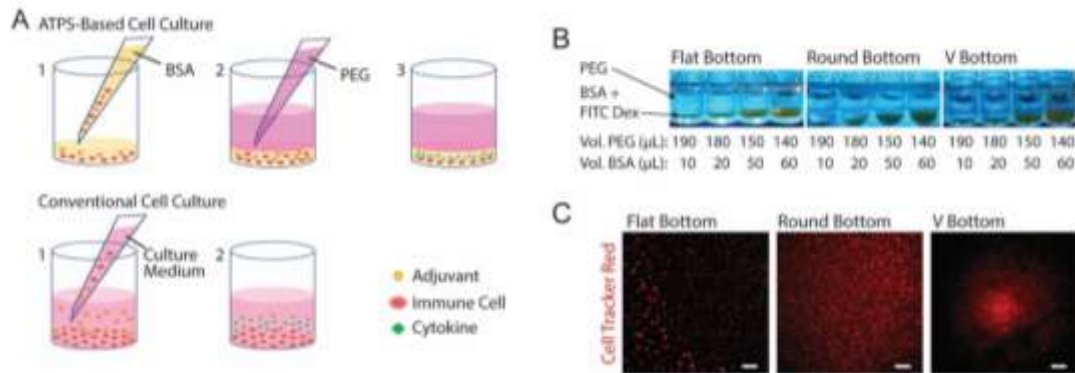 A
ATPS-Based Cell Culture
1
BSA
2
PEG
3
Conventional Cell Culture
1
Culture
Medium
2
Adjuvant
Immune Cell
Cytokine
B
Flat Bottom Round Bottom V Bottom
PEG
BSA +
FITC Dex
Vol. PEG (µL): 190 180 150 140 190 180 150 140 190 180 150 140
Vol. BSA (µL): 10 20 50 60 10 20 50 60 10 20 50 60
C
Flat Bottom Round Bottom V Bottom
Cell Tracker Red